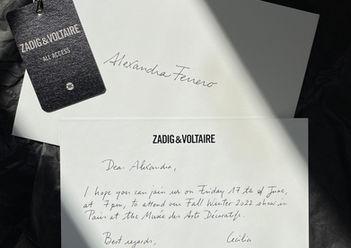 ZADIG&VOLTAIRE
ALL ACCESS
Alexandra Ferrero
ZADIG&VOLTAIRE
Dear Alexandra,
I hope you can join us on Friday 17th of June,
at 7pm, to attend our Fall Winter 2022 show in
Paris at the Musée des Arts Décoratifs.
Best regards,
Cecilia